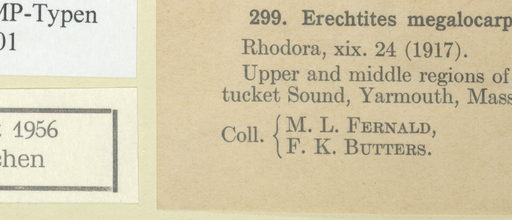 MP-Typen
01
1956
chen
299. Erechtites megalocarp
Rhodora, xix. 24 (1917).
Upper and middle regions of
tucket Sound, Yarmouth, Mass
Coll. { M. L. FERNALD,
F. K. BUTTERS.